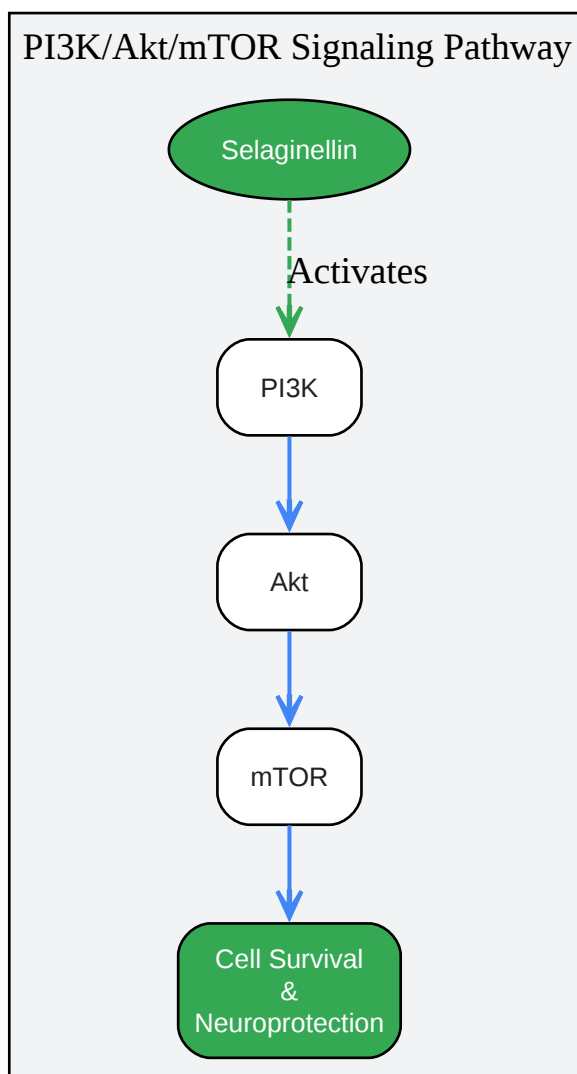 PI3K/Akt/mTOR Signaling Pathway
Selaginellin
Activates
PI3K
Akt
mTOR
Cell Survival
&
Neuroprotection